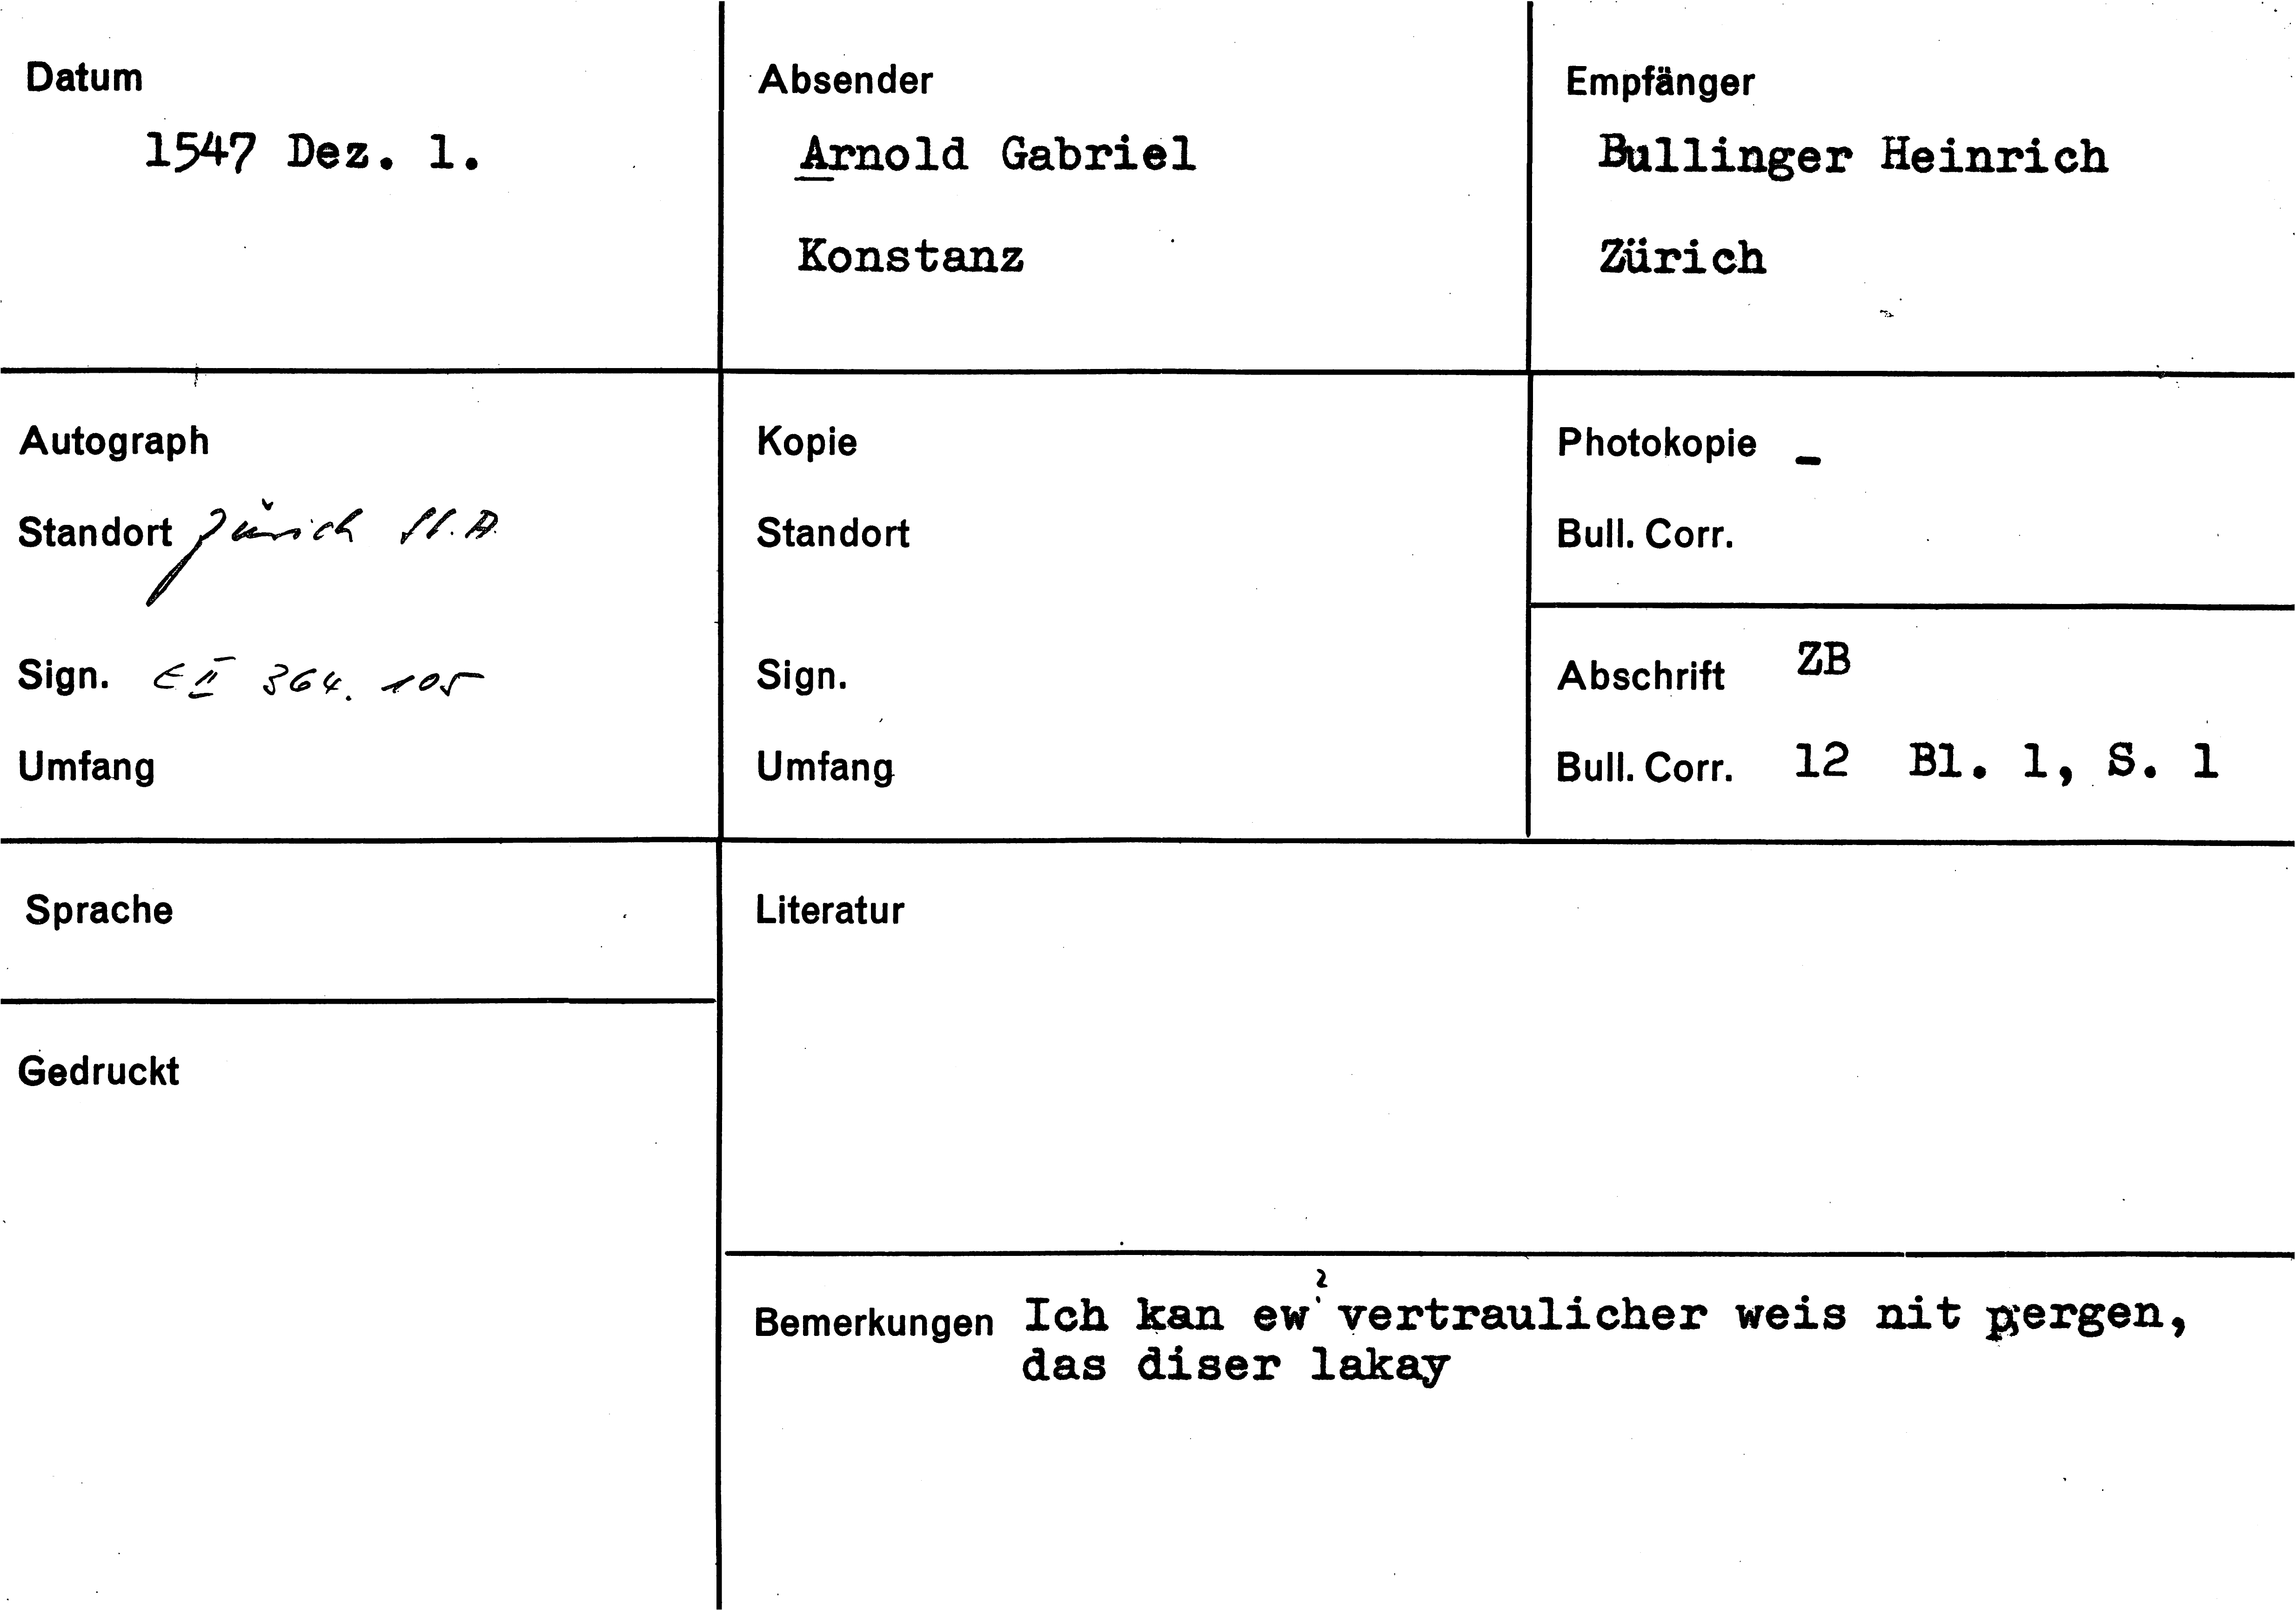 Datum
1547 Dez. 1.
Absender
Arnold Gabriel
Konstanz
Empfänger
Bullinger Heinrich
Zürich
Autograph
Standort Zürich St.A.
Sign. E II 364. 105
Umfang
Kopie
Standort
Sign.
Umfang
Photokopie -
Bull. Corr.
Abschrift ZB
Bull. Corr. 12 Bl. 1, S. 1
Sprache
Gedruckt
Literatur
Bemerkungen Ich kan ew vertraulicher weis nit pergen,
das diser lakay